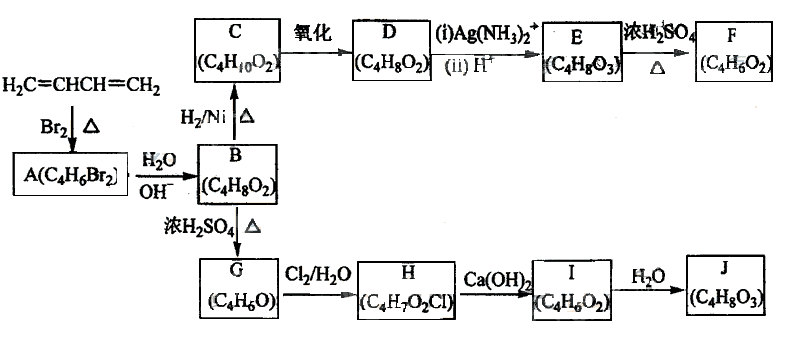 C
(C₄H₁₀O₂)
氧化
D
(C₄H₈O₂)
(i)Ag(NH₃)₂⁺
(ii) H⁺
E
(C₄H₈O₃)
浓H₂SO₄
△
F
(C₄H₆O₂)
H₂C=CHCH=CH₂
Br₂ △
H₂/Ni △
A(C₄H₆Br₂)
H₂O
OH⁻
B
(C₄H₈O₂)
浓H₂SO₄ △
G
(C₄H₆O)
Cl₂/H₂O
H
(C₄H₇O₂Cl)
Ca(OH)₂
I
(C₄H₆O₂)
H₂O
J
(C₄H₈O₃)